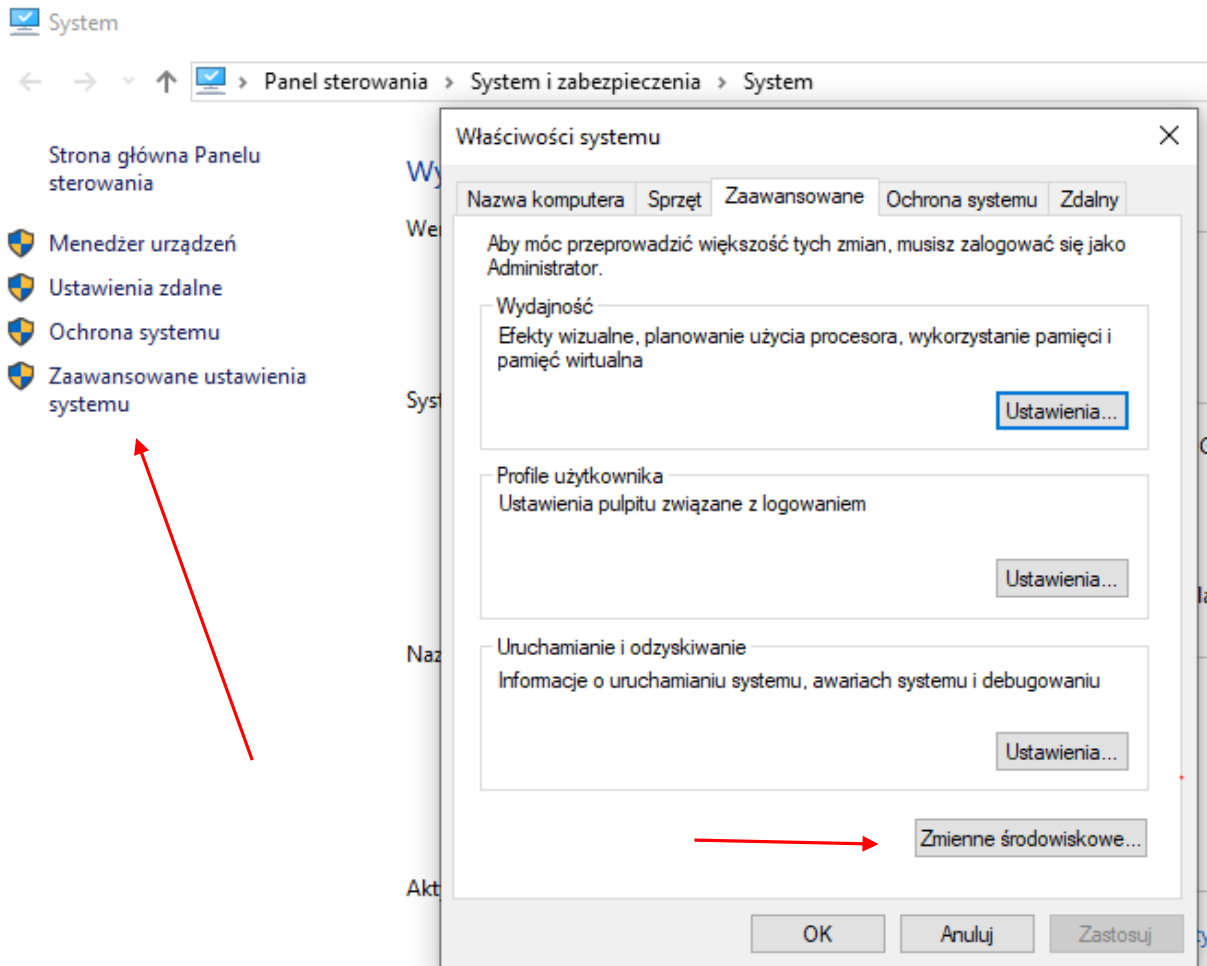 System
Panel sterowania > System i zabezpieczenia > System
Strona główna Panelu
sterowania
Menedżer urządzeń
Ustawienia zdalne
Ochrona systemu
Zaawansowane ustawienia
systemu
Właściwości systemu
Nazwa komputera Sprzęt Zaawansowane Ochrona systemu Zdalny
Aby móc przeprowadzić większość tych zmian, musisz zalogować się jako
Administrator.
Wydajność
Efekty wizualne, planowanie użycia procesora, wykorzystanie pamięci i
pamięć wirtualna
Ustawienia...
Profile użytkownika
Ustawienia pulpitu związane z logowaniem
Ustawienia...
Uruchamianie i odzyskiwanie
Informacje o uruchamianiu systemu, awariach systemu i debugowaniu
Ustawienia...
Zmienne środowiskowe...
OK Anuluj Zastosuj